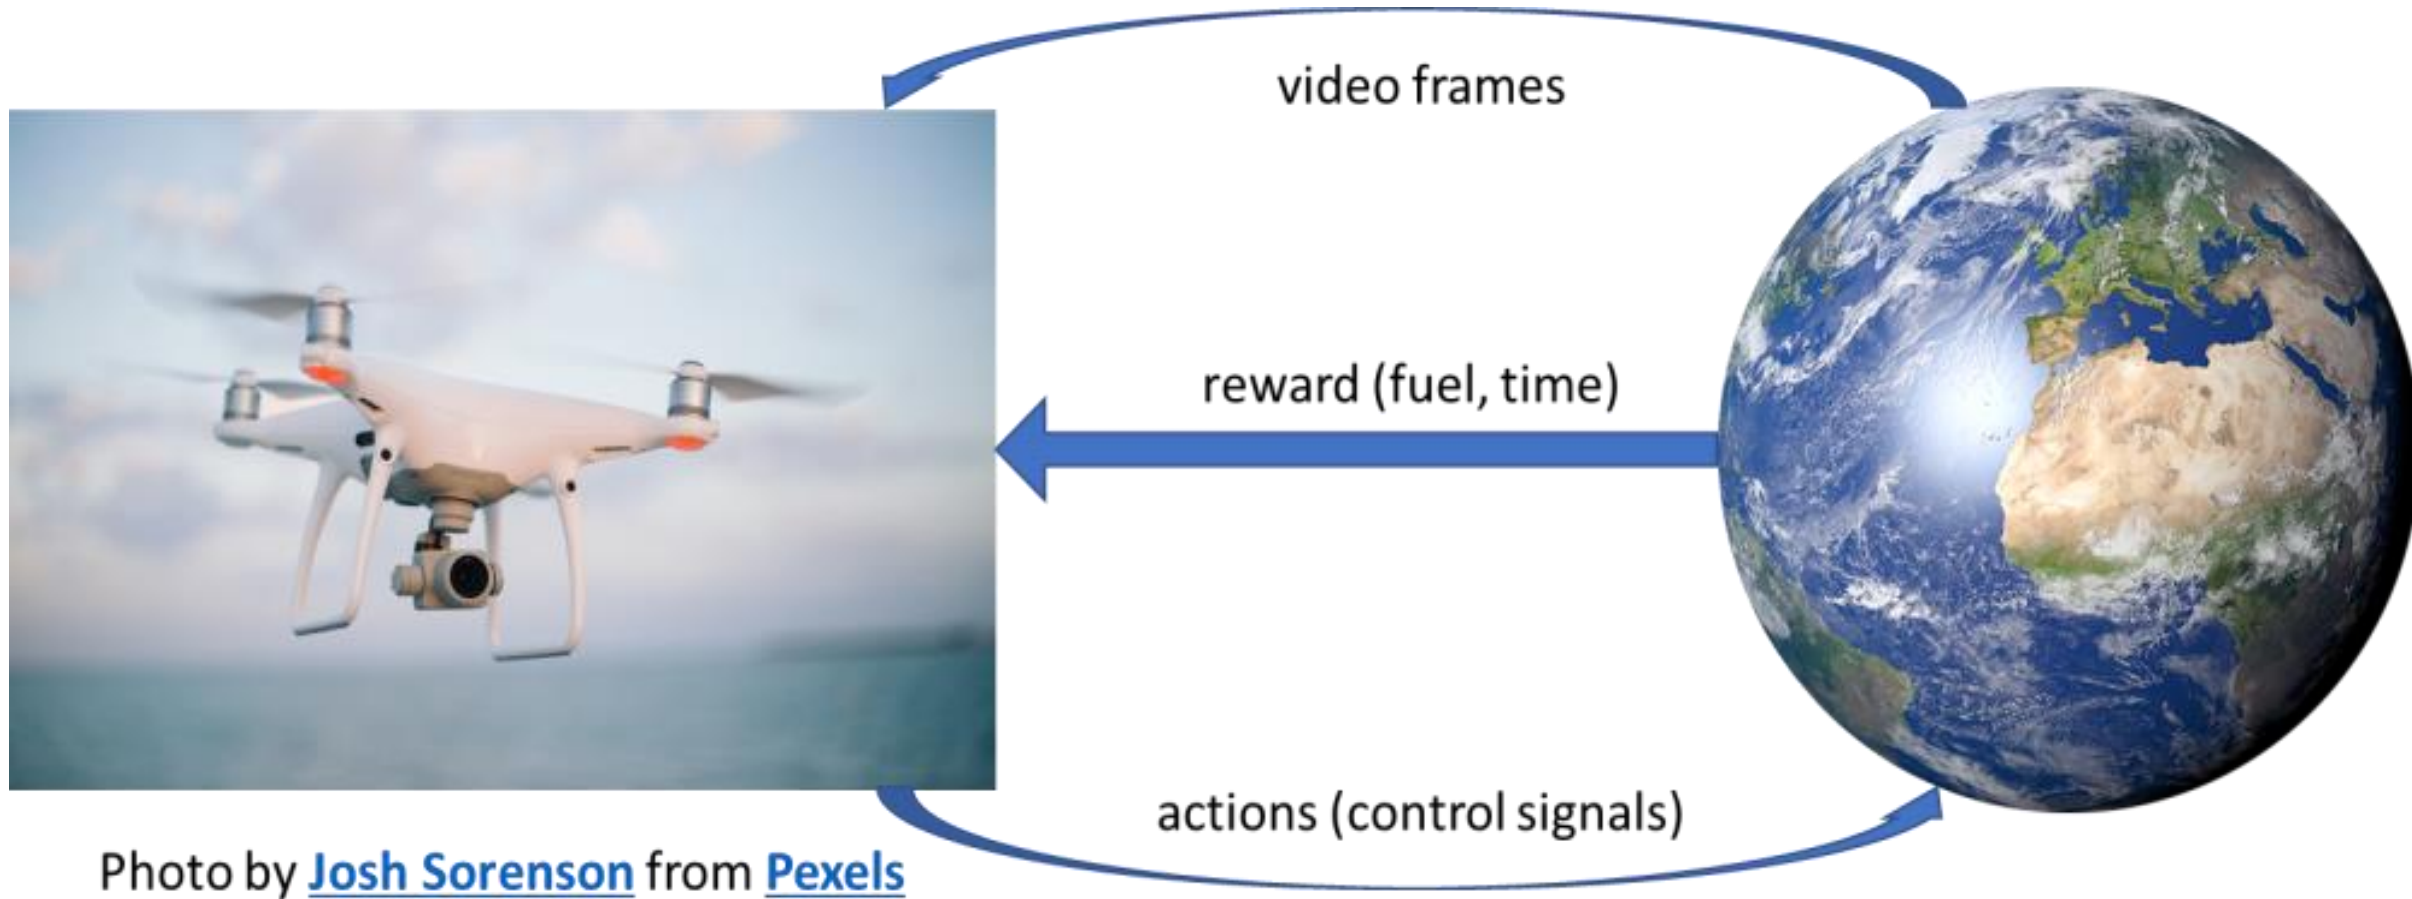 video frames
reward (fuel, time)
actions (control signals)
Photo by Josh Sorenson from Pexels